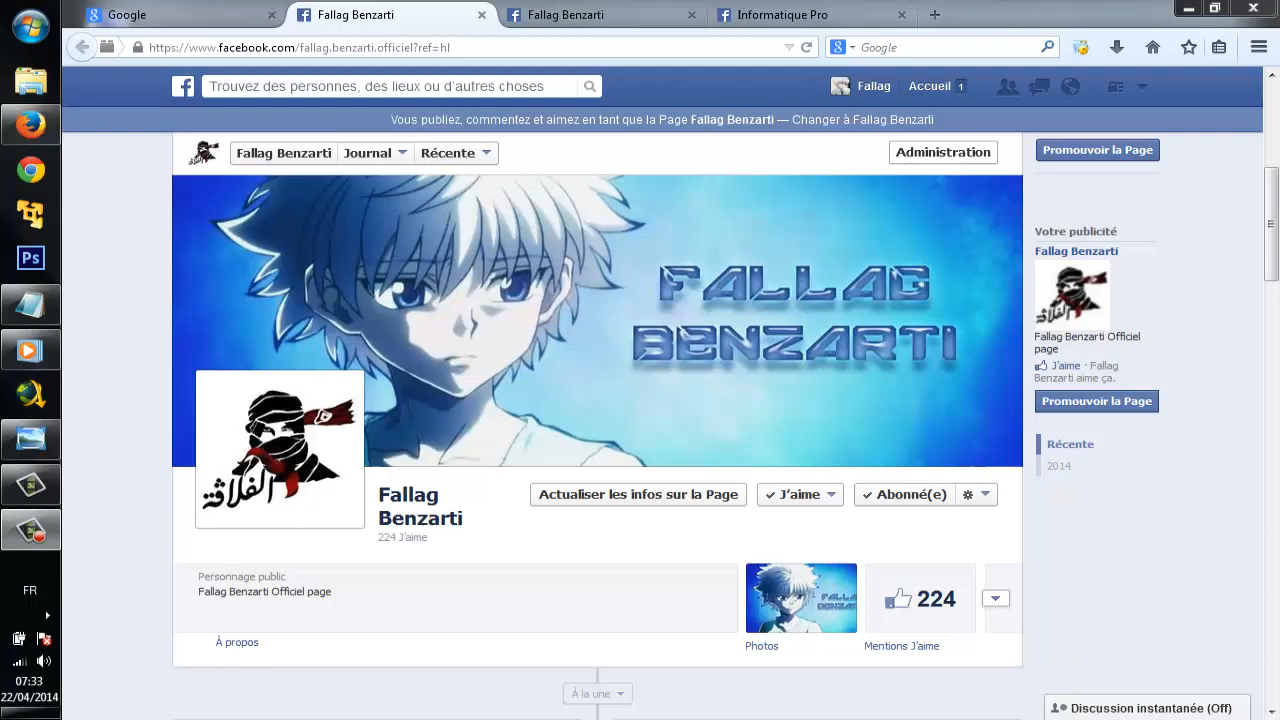 Google
Fallag Benzarti
Fallag Benzarti
Informatique Pro
https://www.facebook.com/fallag.benzarti.officiel?ref=hl
Google
Trouvez des personnes, des lieux ou d'autres choses
Fallag
Accueil 1
Vous publiez, commentez et aimez en tant que la Page Fallag Benzarti — Changer à Fallag Benzarti
Fallag Benzarti
Journal
Récente
Administration
Promouvoir la Page
FALLAG
BENZARTI
Votre publicité
Fallag Benzarti
Fallag Benzarti Officiel
page
J'aime · Fallag
Benzarti aime ça.
Promouvoir la Page
Récente
2014
الفلاقة
Fallag
Benzarti
224 J'aime
Actualiser les infos sur la Page
J'aime
Abonné(e)
Personnage public
Fallag Benzarti Officiel page
À propos
FALLAG
BENZARTI
Photos
224
Mentions J'aime
À la une
Discussion instantanée (Off)
Ps
FR
07:33
22/04/2014